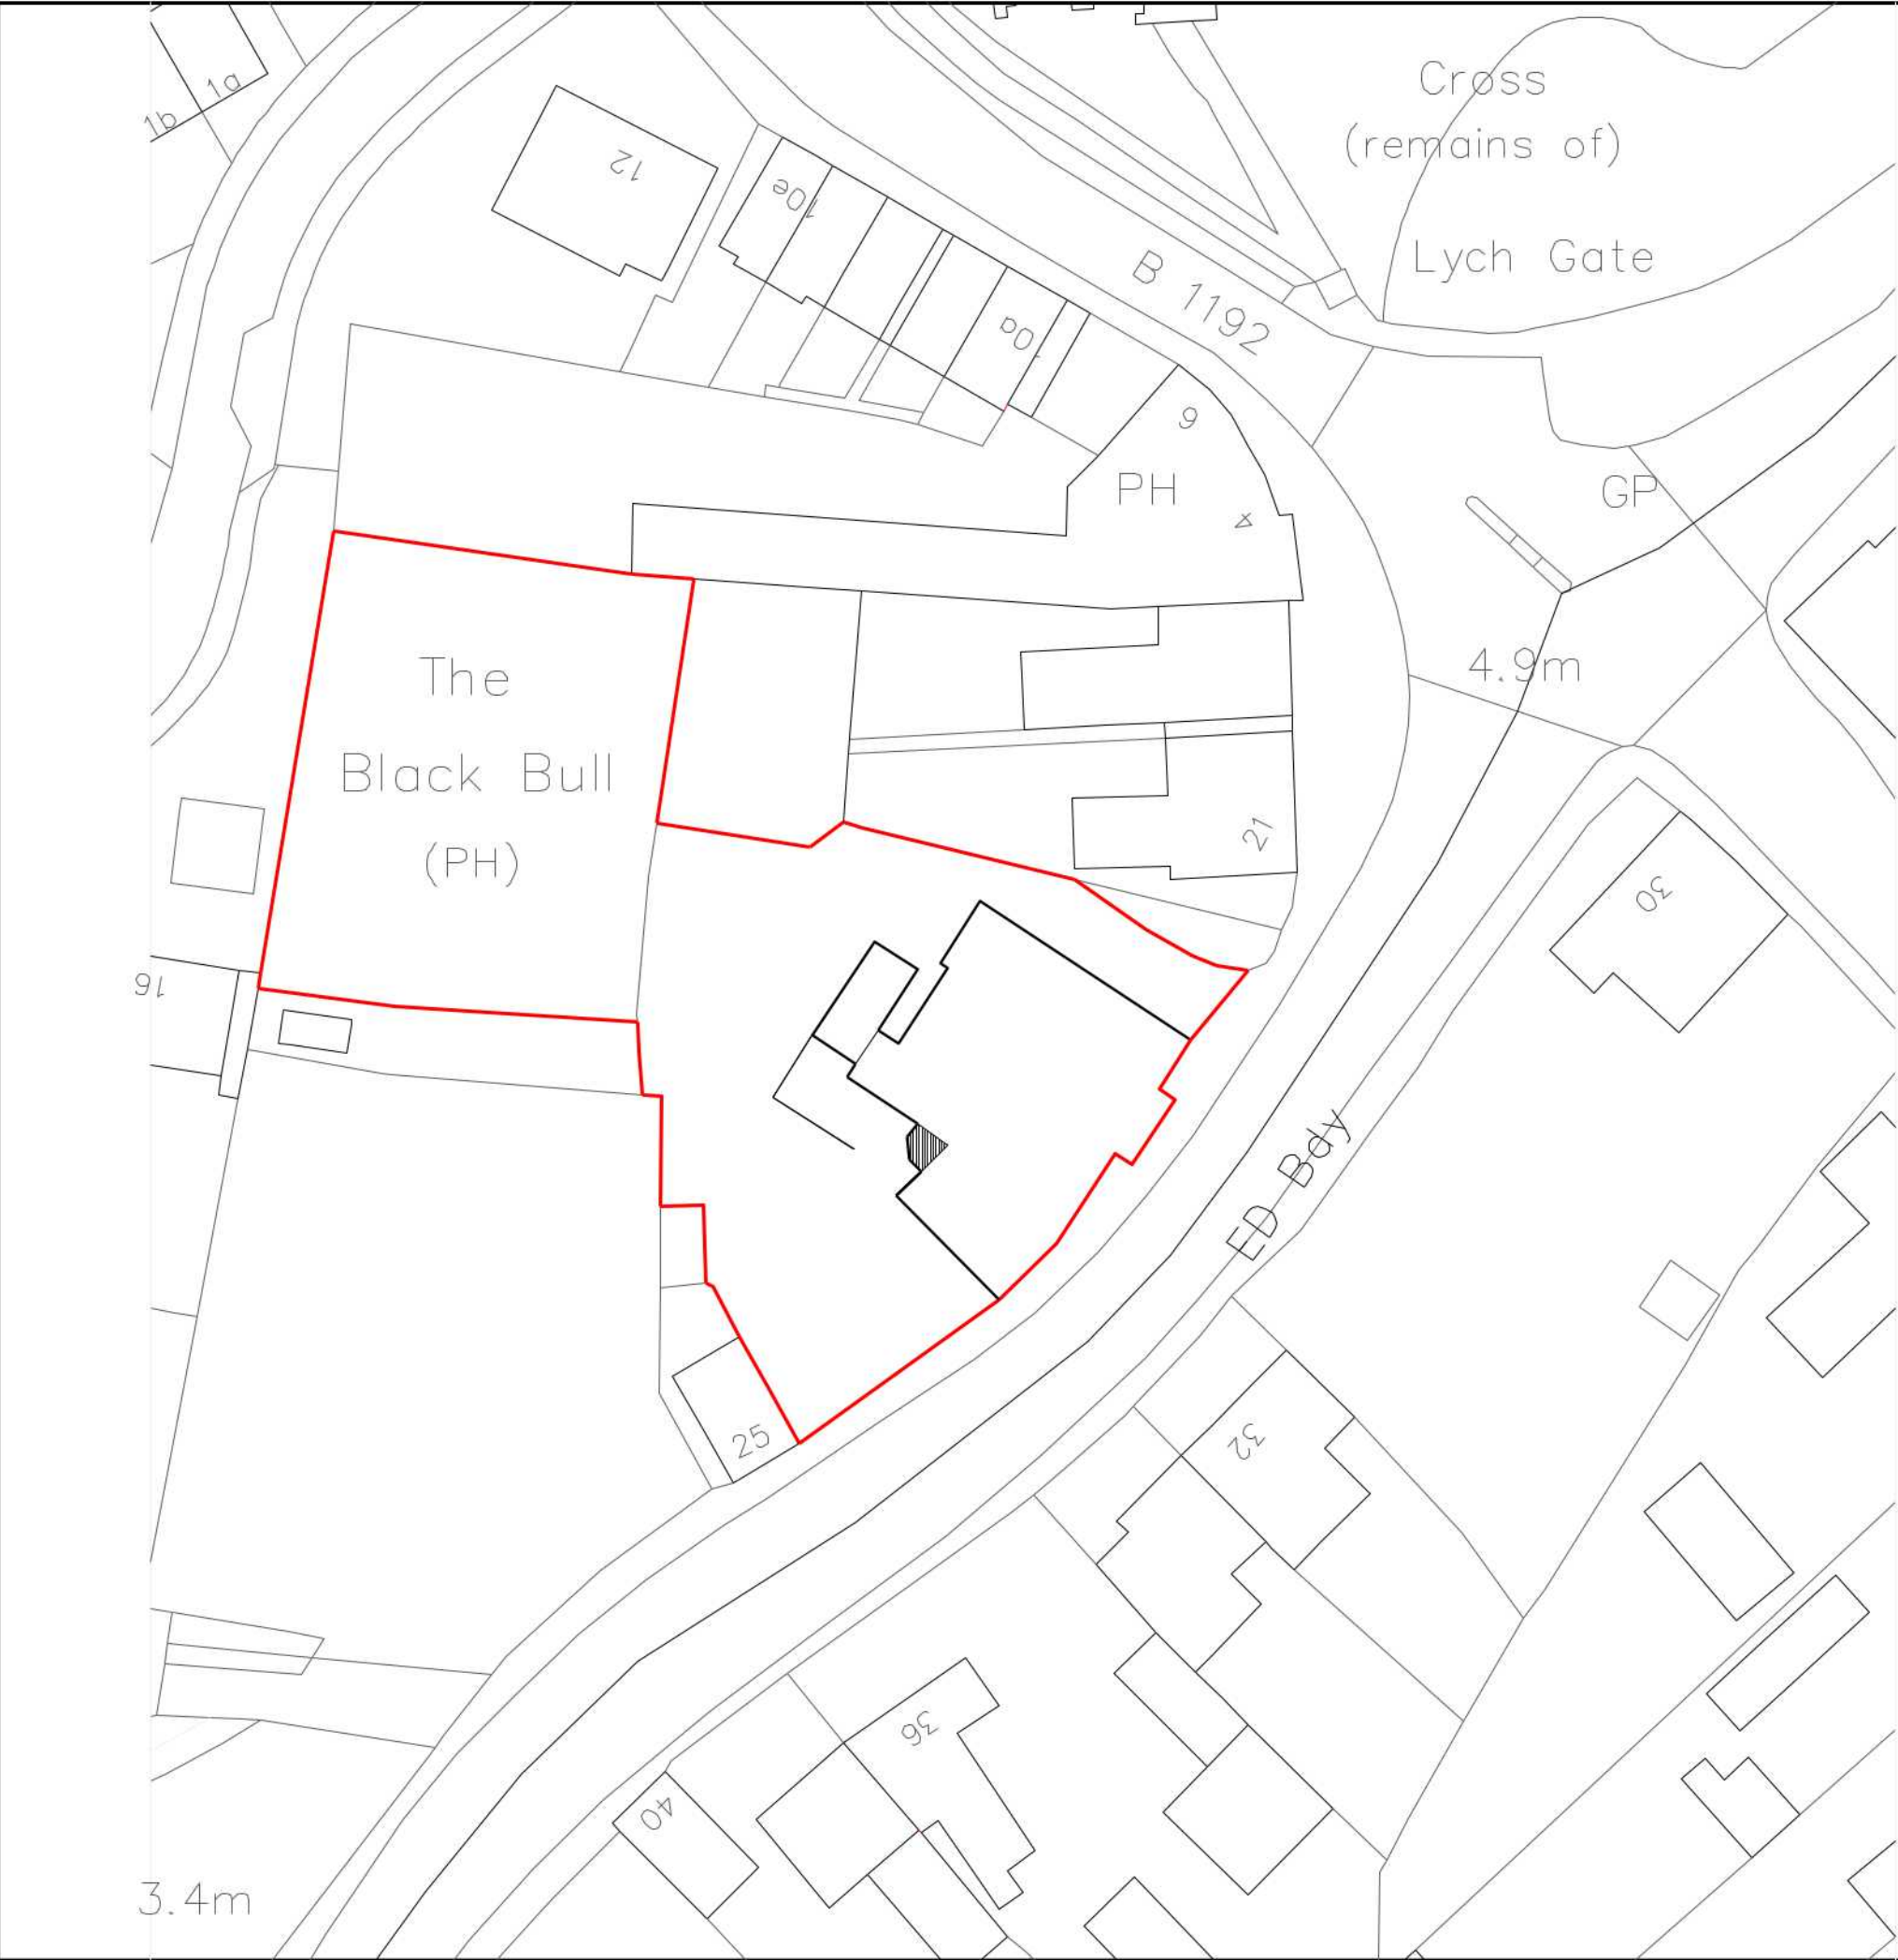 1a
1b
12
10e
Cross
(remains of)
Lych Gate
B 1192
10a
9
PH
4
GP
The
Black Bull
(PH)
4.9m
21
30
16
ED Bdy
25
32
36
40
3.4m